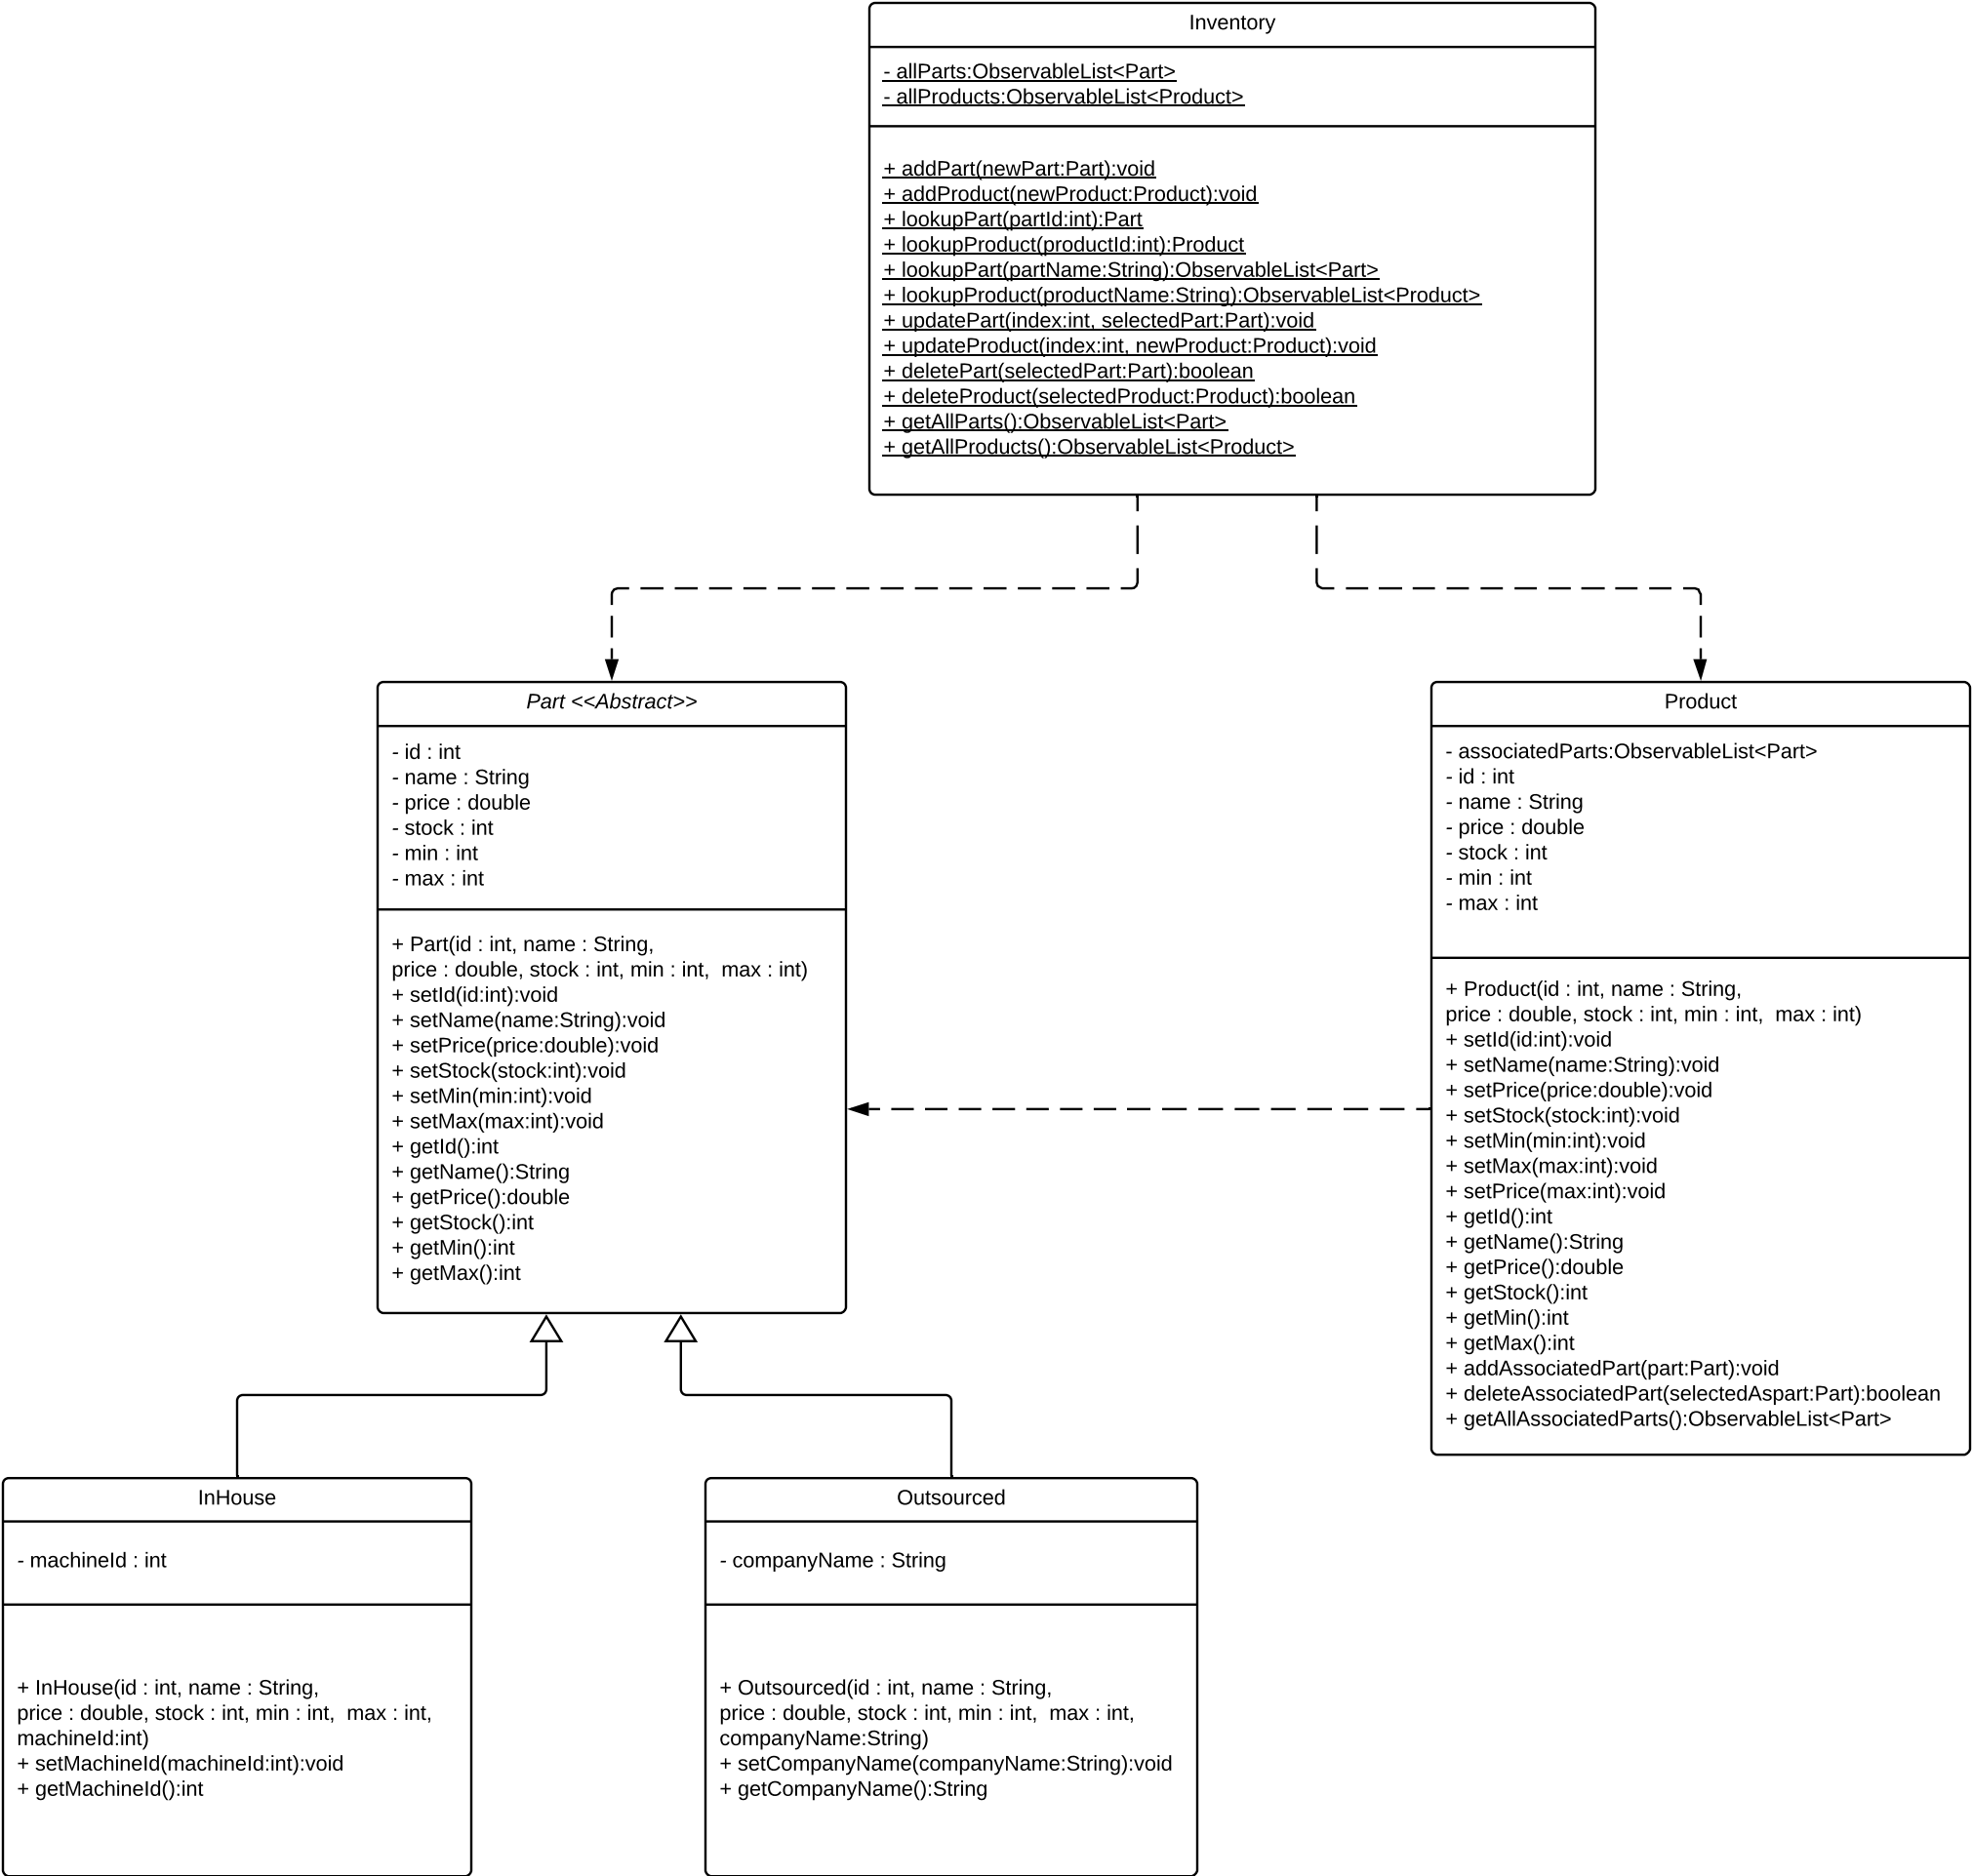 Inventory
- allParts:ObservableList<Part>
- allProducts:ObservableList<Product>
+ addPart(newPart:Part):void
+ addProduct(newProduct:Product):void
+ lookupPart(partId:int):Part
+ lookupProduct(productId:int):Product
+ lookupPart(partName:String):ObservableList<Part>
+ lookupProduct(productName:String):ObservableList<Product>
+ updatePart(index:int, selectedPart:Part):void
+ updateProduct(index:int, newProduct:Product):void
+ deletePart(selectedPart:Part):boolean
+ deleteProduct(selectedProduct:Product):boolean
+ getAllParts():ObservableList<Part>
+ getAllProducts():ObservableList<Product>
Part <<Abstract>>
- id : int
- name : String
- price : double
- stock : int
- min : int
- max : int
+ Part(id : int, name : String,
price : double, stock : int, min : int,  max : int)
+ setId(id:int):void
+ setName(name:String):void
+ setPrice(price:double):void
+ setStock(stock:int):void
+ setMin(min:int):void
+ setMax(max:int):void
+ getId():int
+ getName():String
+ getPrice():double
+ getStock():int
+ getMin():int
+ getMax():int
Product
- associatedParts:ObservableList<Part>
- id : int
- name : String
- price : double
- stock : int
- min : int
- max : int
+ Product(id : int, name : String,
price : double, stock : int, min : int,  max : int)
+ setId(id:int):void
+ setName(name:String):void
+ setPrice(price:double):void
+ setStock(stock:int):void
+ setMin(min:int):void
+ setMax(max:int):void
+ setPrice(max:int):void
+ getId():int
+ getName():String
+ getPrice():double
+ getStock():int
+ getMin():int
+ getMax():int
+ addAssociatedPart(part:Part):void
+ deleteAssociatedPart(selectedAspart:Part):boolean
+ getAllAssociatedParts():ObservableList<Part>
InHouse
- machineId : int
+ InHouse(id : int, name : String,
price : double, stock : int, min : int,  max : int,
machineId:int)
+ setMachineId(machineId:int):void
+ getMachineId():int
Outsourced
- companyName : String
+ Outsourced(id : int, name : String,
price : double, stock : int, min : int,  max : int,
companyName:String)
+ setCompanyName(companyName:String):void
+ getCompanyName():String